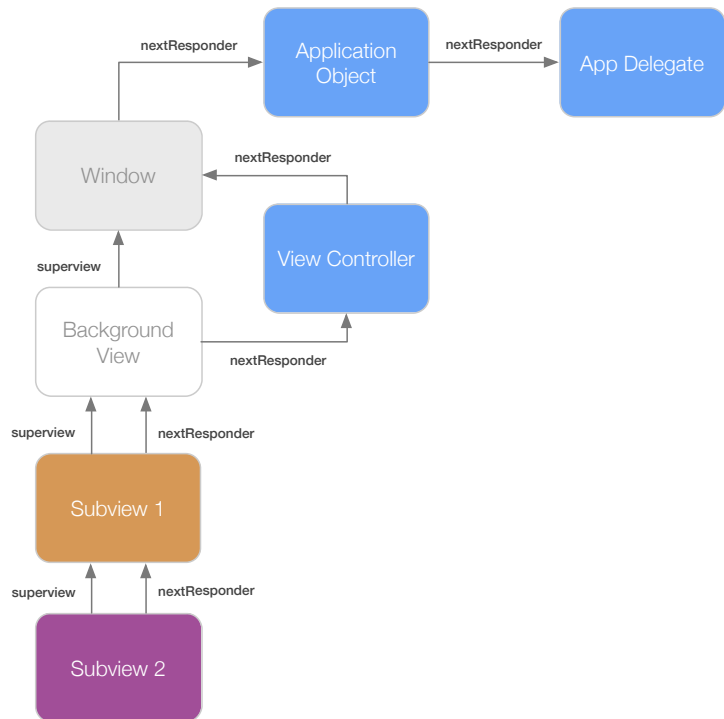 nextResponder
Application
Object
nextResponder
App Delegate
Window
nextResponder
View Controller
superview
Background
View
nextResponder
superview
nextResponder
Subview 1
superview
nextResponder
Subview 2